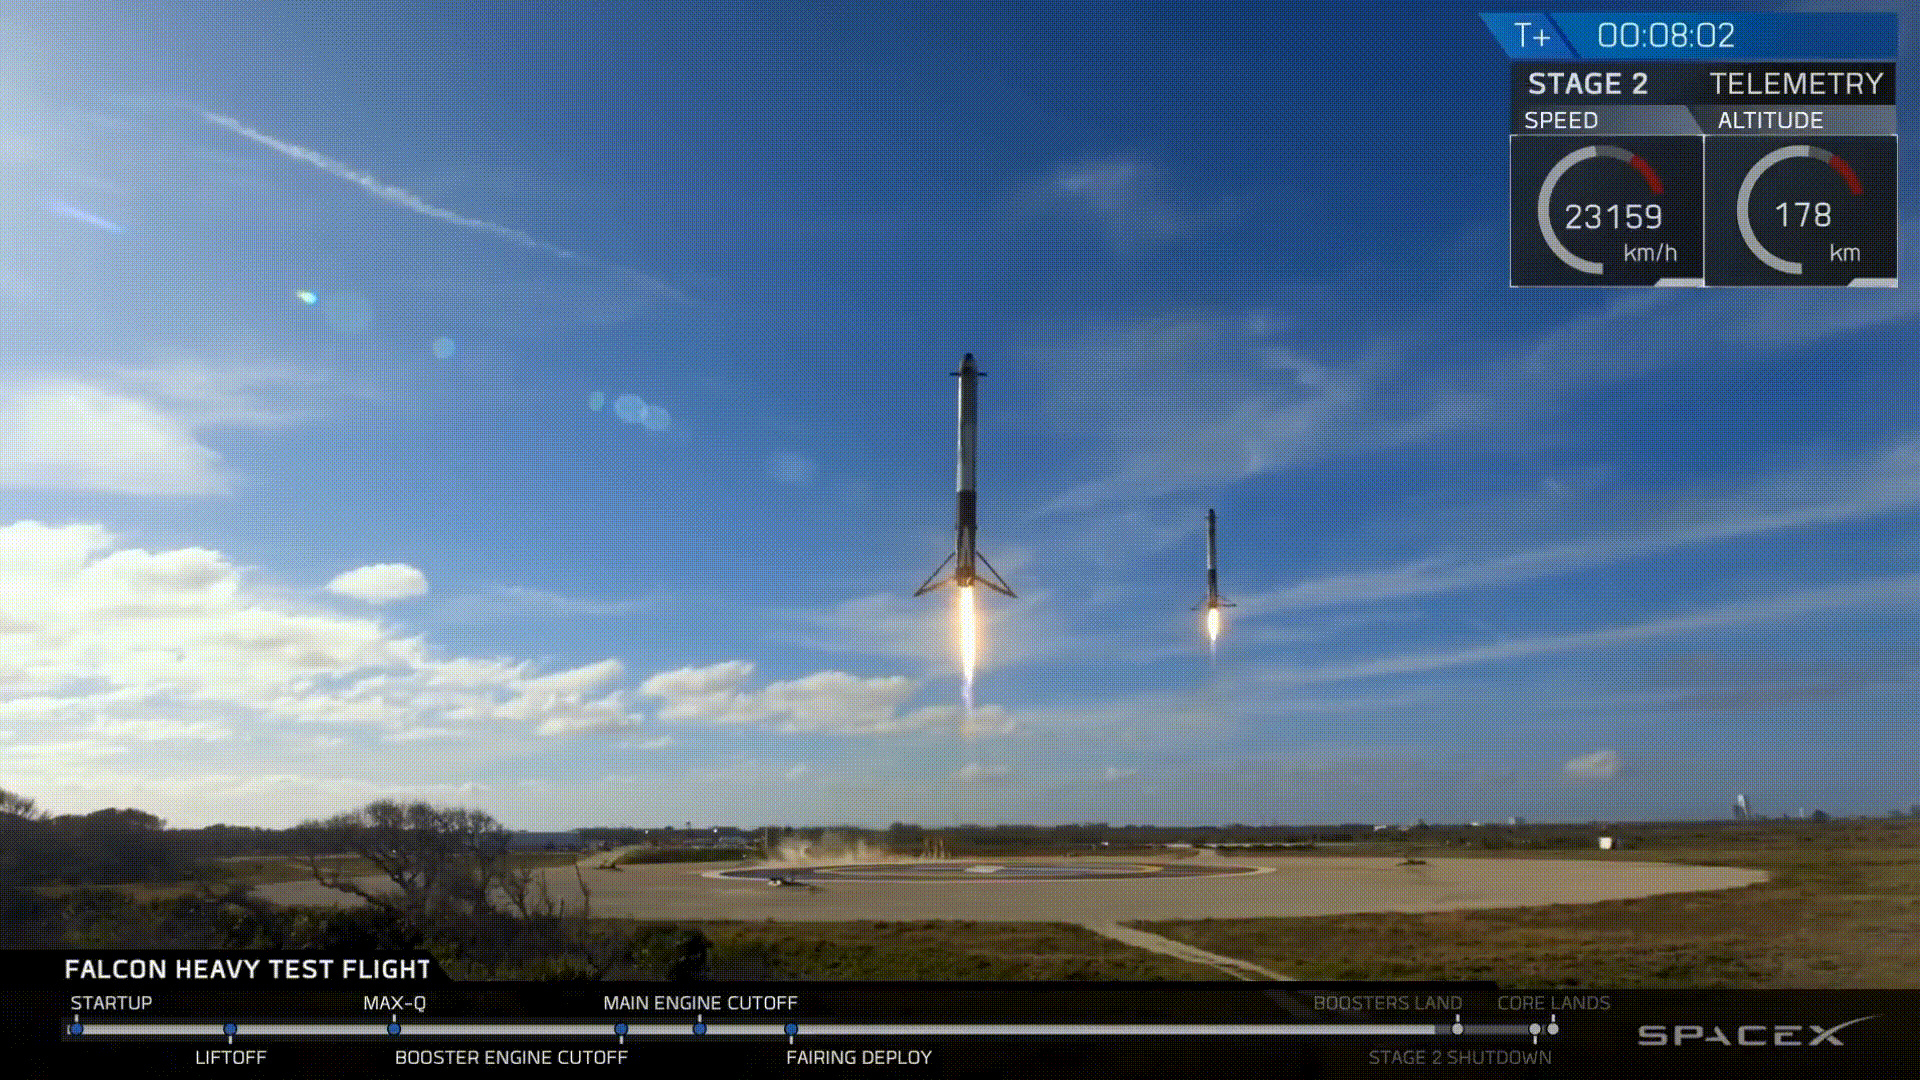 T+ 00:08:02
STAGE 2 TELEMETRY
SPEED ALTITUDE
23159 178
km/h km
FALCON HEAVY TEST FLIGHT
STARTUP MAX-Q MAIN ENGINE CUTOFF BOOSTERS LAND CORE LANDS
LIFTOFF BOOSTER ENGINE CUTOFF FAIRING DEPLOY STAGE 2 SHUTDOWN
SPACEX